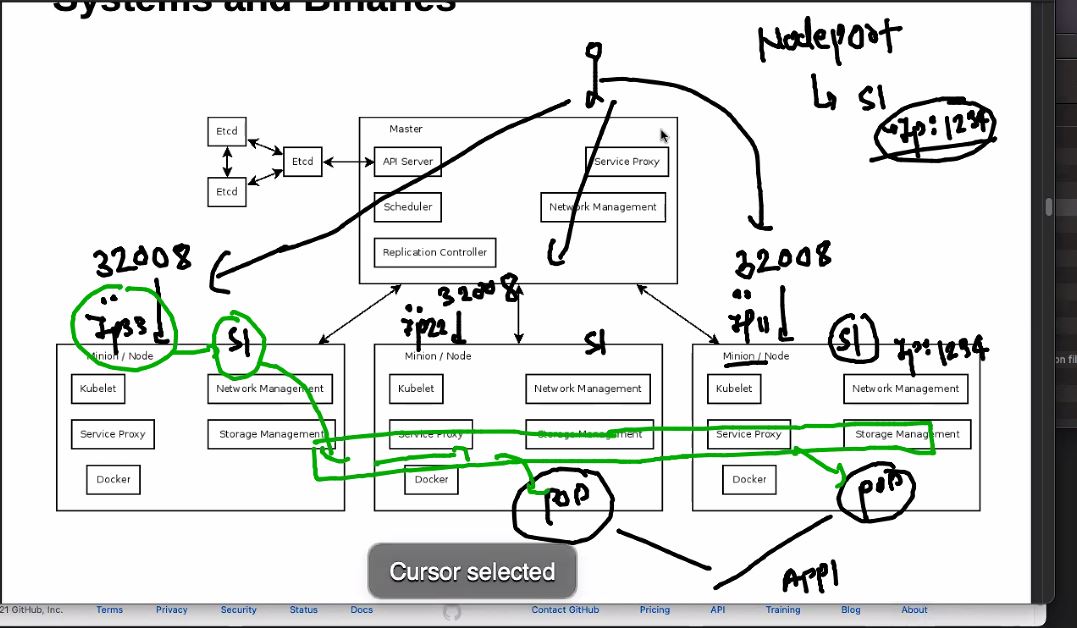 Systems and Binaries
Nodeport
S1
Ip:1234
Master
Etcd
Etcd
Etcd
API Server
Service Proxy
Scheduler
Network Management
Replication Controller
32008
32008
32008
Ip33
S1
Ip22
S1
Ip11
S1
Ip:1234
Minion / Node
Minion / Node
Minion / Node
Kubelet
Network Management
Kubelet
Network Management
Kubelet
Network Management
Service Proxy
Storage Management
Service Proxy
Storage Management
Service Proxy
Storage Management
Docker
Docker
Docker
POD
POD
APP1
Cursor selected
21 GitHub, Inc.
Terms
Privacy
Security
Status
Docs
Contact GitHub
Pricing
API
Training
Blog
About
on fil